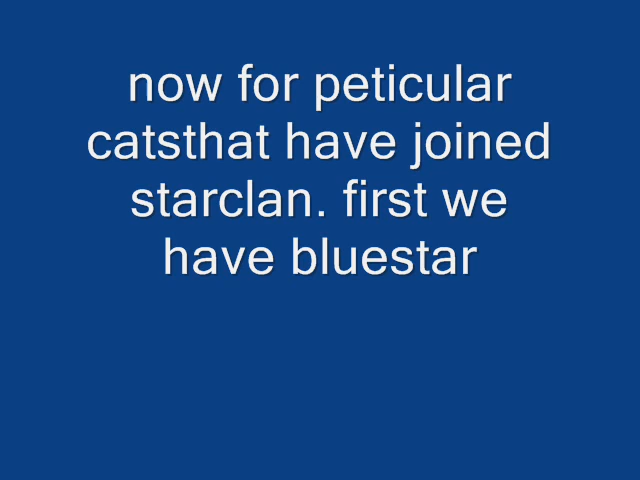 now for peticular
catsthat have joined
starclan. first we
have bluestar